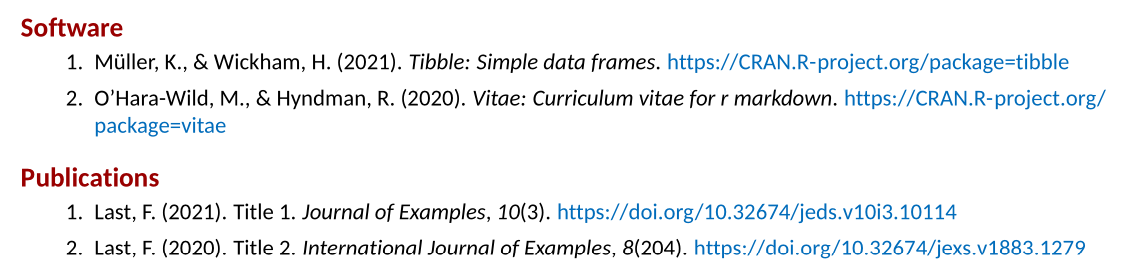 Software
1. Müller, K., & Wickham, H. (2021). Tibble: Simple data frames. https://CRAN.R-project.org/package=tibble
2. O’Hara-Wild, M., & Hyndman, R. (2020). Vitae: Curriculum vitae for r markdown. https://CRAN.R-project.org/
package=vitae
Publications
1. Last, F. (2021). Title 1. Journal of Examples, 10(3). https://doi.org/10.32674/jeds.v10i3.10114
2. Last, F. (2020). Title 2. International Journal of Examples, 8(204). https://doi.org/10.32674/jexs.v1883.1279